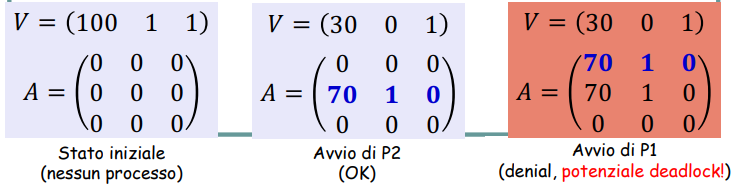 V = (100 1 1)
A = (0 0 0
0 0 0
0 0 0)
Stato iniziale
(nessun processo)
V = (30 0 1)
A = (0 0 0
70 1 0
0 0 0)
Avvio di P2
(OK)
V = (30 0 1)
A = (70 1 0
70 1 0
0 0 0)
Avvio di P1
(denial, potenziale deadlock!)